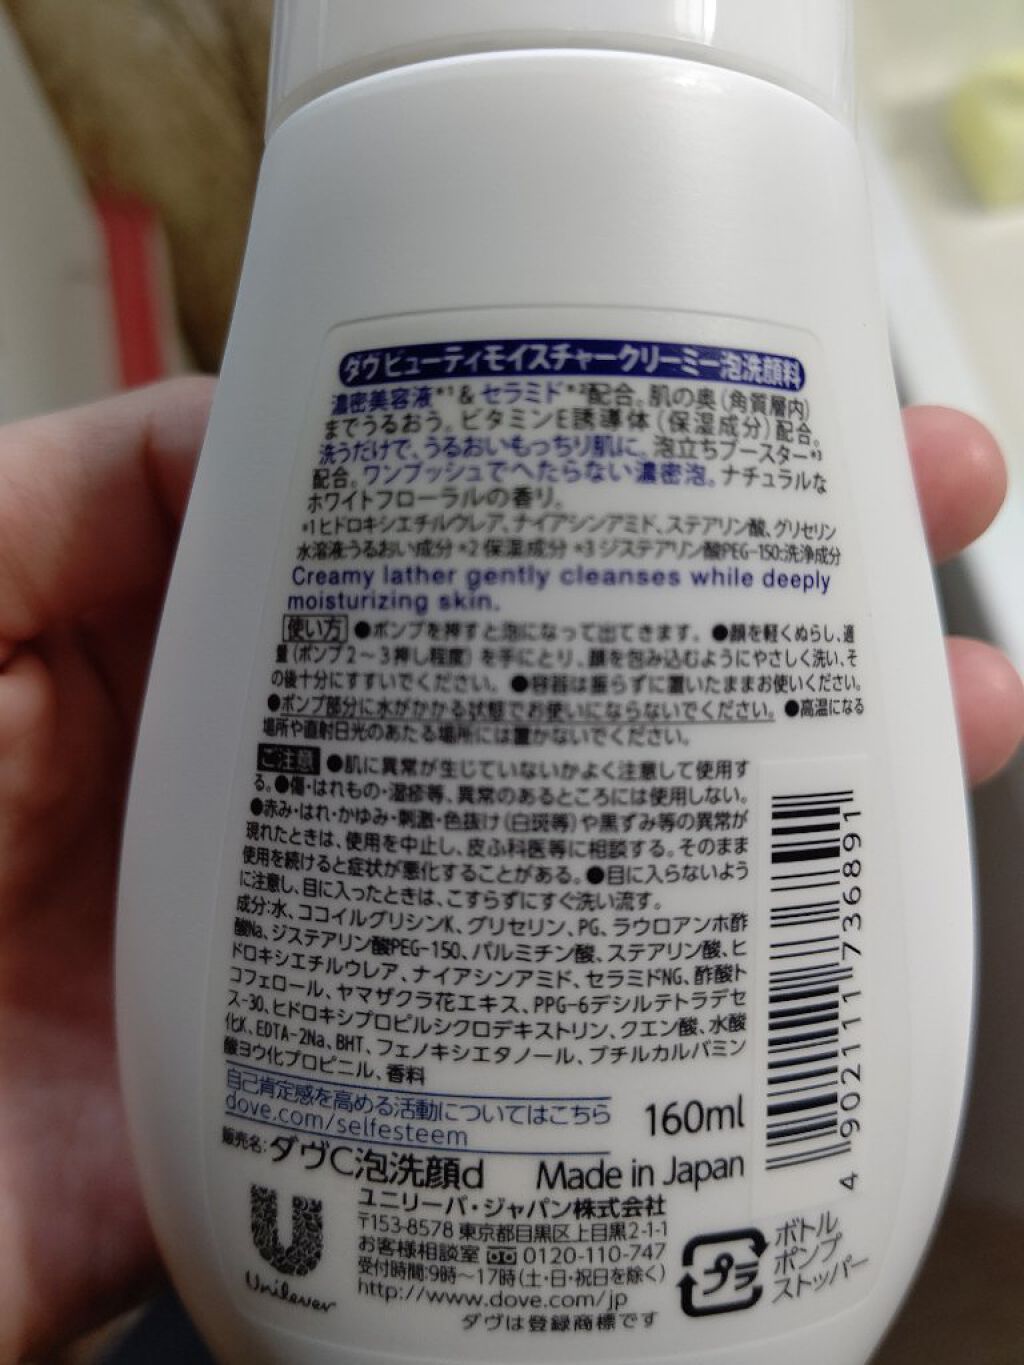 ダヴ ビューティモイスチャークリーミー泡洗顔料
濃密美容液*1 & セラミド*2配合。肌の奥（角質層内）
までうるおう。ビタミンE誘導体（保湿成分）配合。
洗うだけで、うるおいもっちり肌に。泡立ちブースター*3
配合。ワンプッシュでへたらない濃密泡。ナチュラルな
ホワイトフローラルの香り。
*1ヒドロキシエチルウレア、ナイアシンアミド、ステアリン酸、グリセリン
水溶液:うるおい成分 *2 保湿成分 *3 ジステアリン酸PEG-150:洗浄成分
Creamy lather gently cleanses while deeply
moisturizing skin.
使い方 ●ポンプを押すと泡になって出てきます。 ●顔を軽くぬらし、適
量（ポンプ2～3押し程度）を手にとり、顔を包み込むようにやさしく洗い、そ
の後十分にすすいでください。 ●容器は振らずに置いたままお使いください。
●ポンプ部分に水がかかる状態でお使いにならないでください。 ●高温になる
場所や直射日光のあたる場所には置かないでください。
ご注意 ●肌に異常が生じていないかよく注意して使用す
る。●傷・はれもの・湿疹等、異常のあるところには使用しない。
●赤み・はれ・かゆみ・刺激・色抜け（白斑等）や黒ずみ等の異常が
現れたときは、使用を中止し、皮ふ科医等に相談する。そのまま
使用を続けると症状が悪化することがある。●目に入らないよう
に注意し、目に入ったときは、こすらずにすぐ洗い流す。
成分:水、ココイルグリシンK、グリセリン、PG、ラウロアンホ酢
酸Na、ジステアリン酸PEG-150、パルミチン酸、ステアリン酸、ヒ
ドロキシエチルウレア、ナイアシンアミド、セラミドNG、酢酸ト
コフェロール、ヤマザクラ花エキス、PPG-6デシルテトラデセ
ス-30、ヒドロキシプロピルシクロデキストリン、クエン酸、水酸
化K、EDTA-2Na、BHT、フェノキシエタノール、ブチルカルバミン
酸ヨウ化プロピニル、香料
自己肯定感を高める活動についてはこちら
dove.com/selfesteem
160ml
販売名:ダヴC泡洗顔d
Made in Japan
Unilever
ユニリーバ・ジャパン株式会社
〒153-8578 東京都目黒区上目黒2-1-1
お客様相談室 0120-110-747
受付時間:9時～17時（土・日・祝日を除く）
http://www.dove.com/jp
ダヴは登録商標です
プラ
ボトル
ポンプ
ストッパー
4 902111 736891